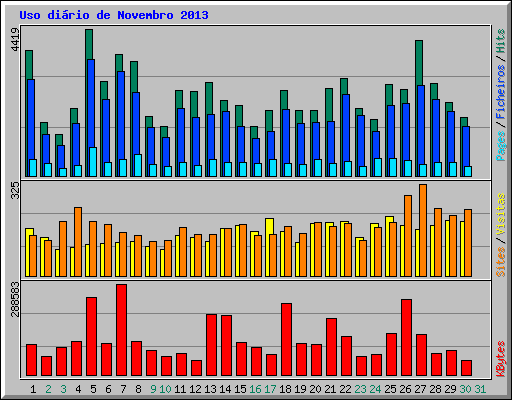 Uso diário de Novembro 2013
4419
Pages / Ficheiros / Hits
325
Sites / Visitas
288583
KBytes
1 2 3 4 5 6 7 8 9 10 11 12 13 14 15 16 17 18 19 20 21 22 23 24 25 26 27 28 29 30 31